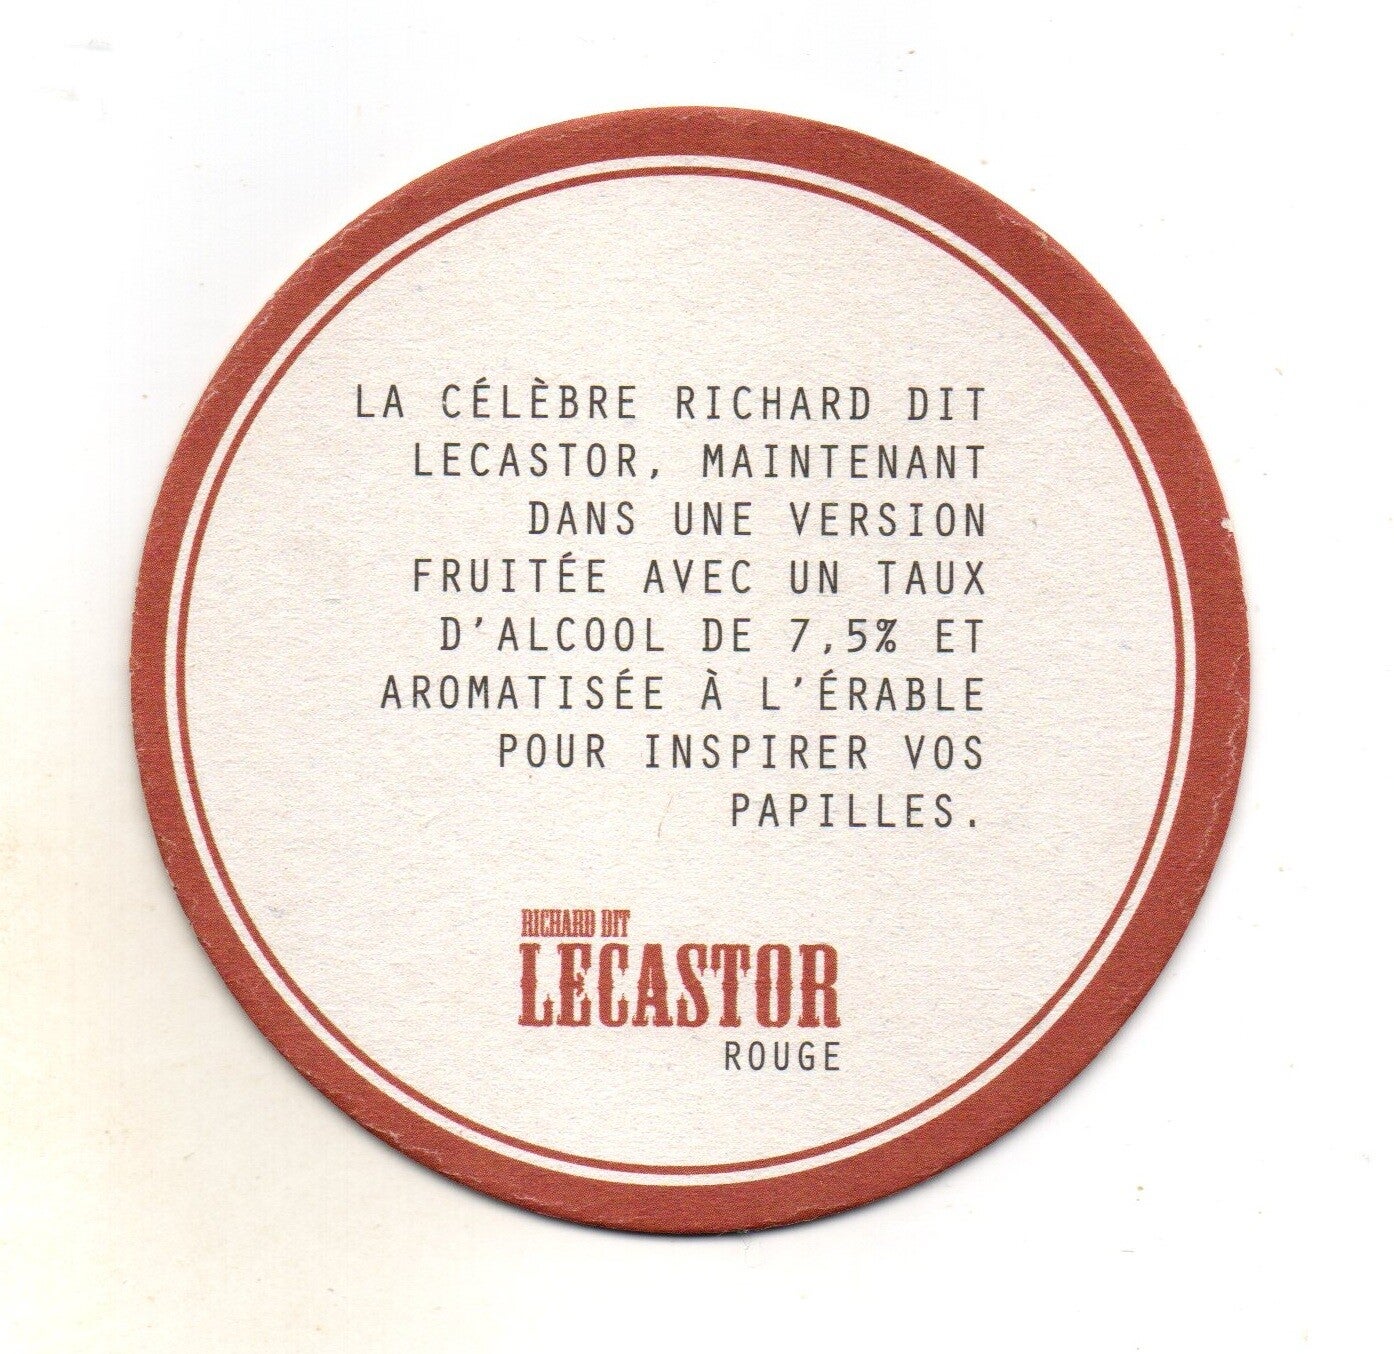 LA CÉLÈBRE RICHARD DIT
LECASTOR, MAINTENANT
DANS UNE VERSION
FRUITÉE AVEC UN TAUX
D'ALCOOL DE 7,5% ET
AROMATISÉE À L'ÉRABLE
POUR INSPIRER VOS
PAPILLES.
RICHARD DIT
LECASTOR
ROUGE